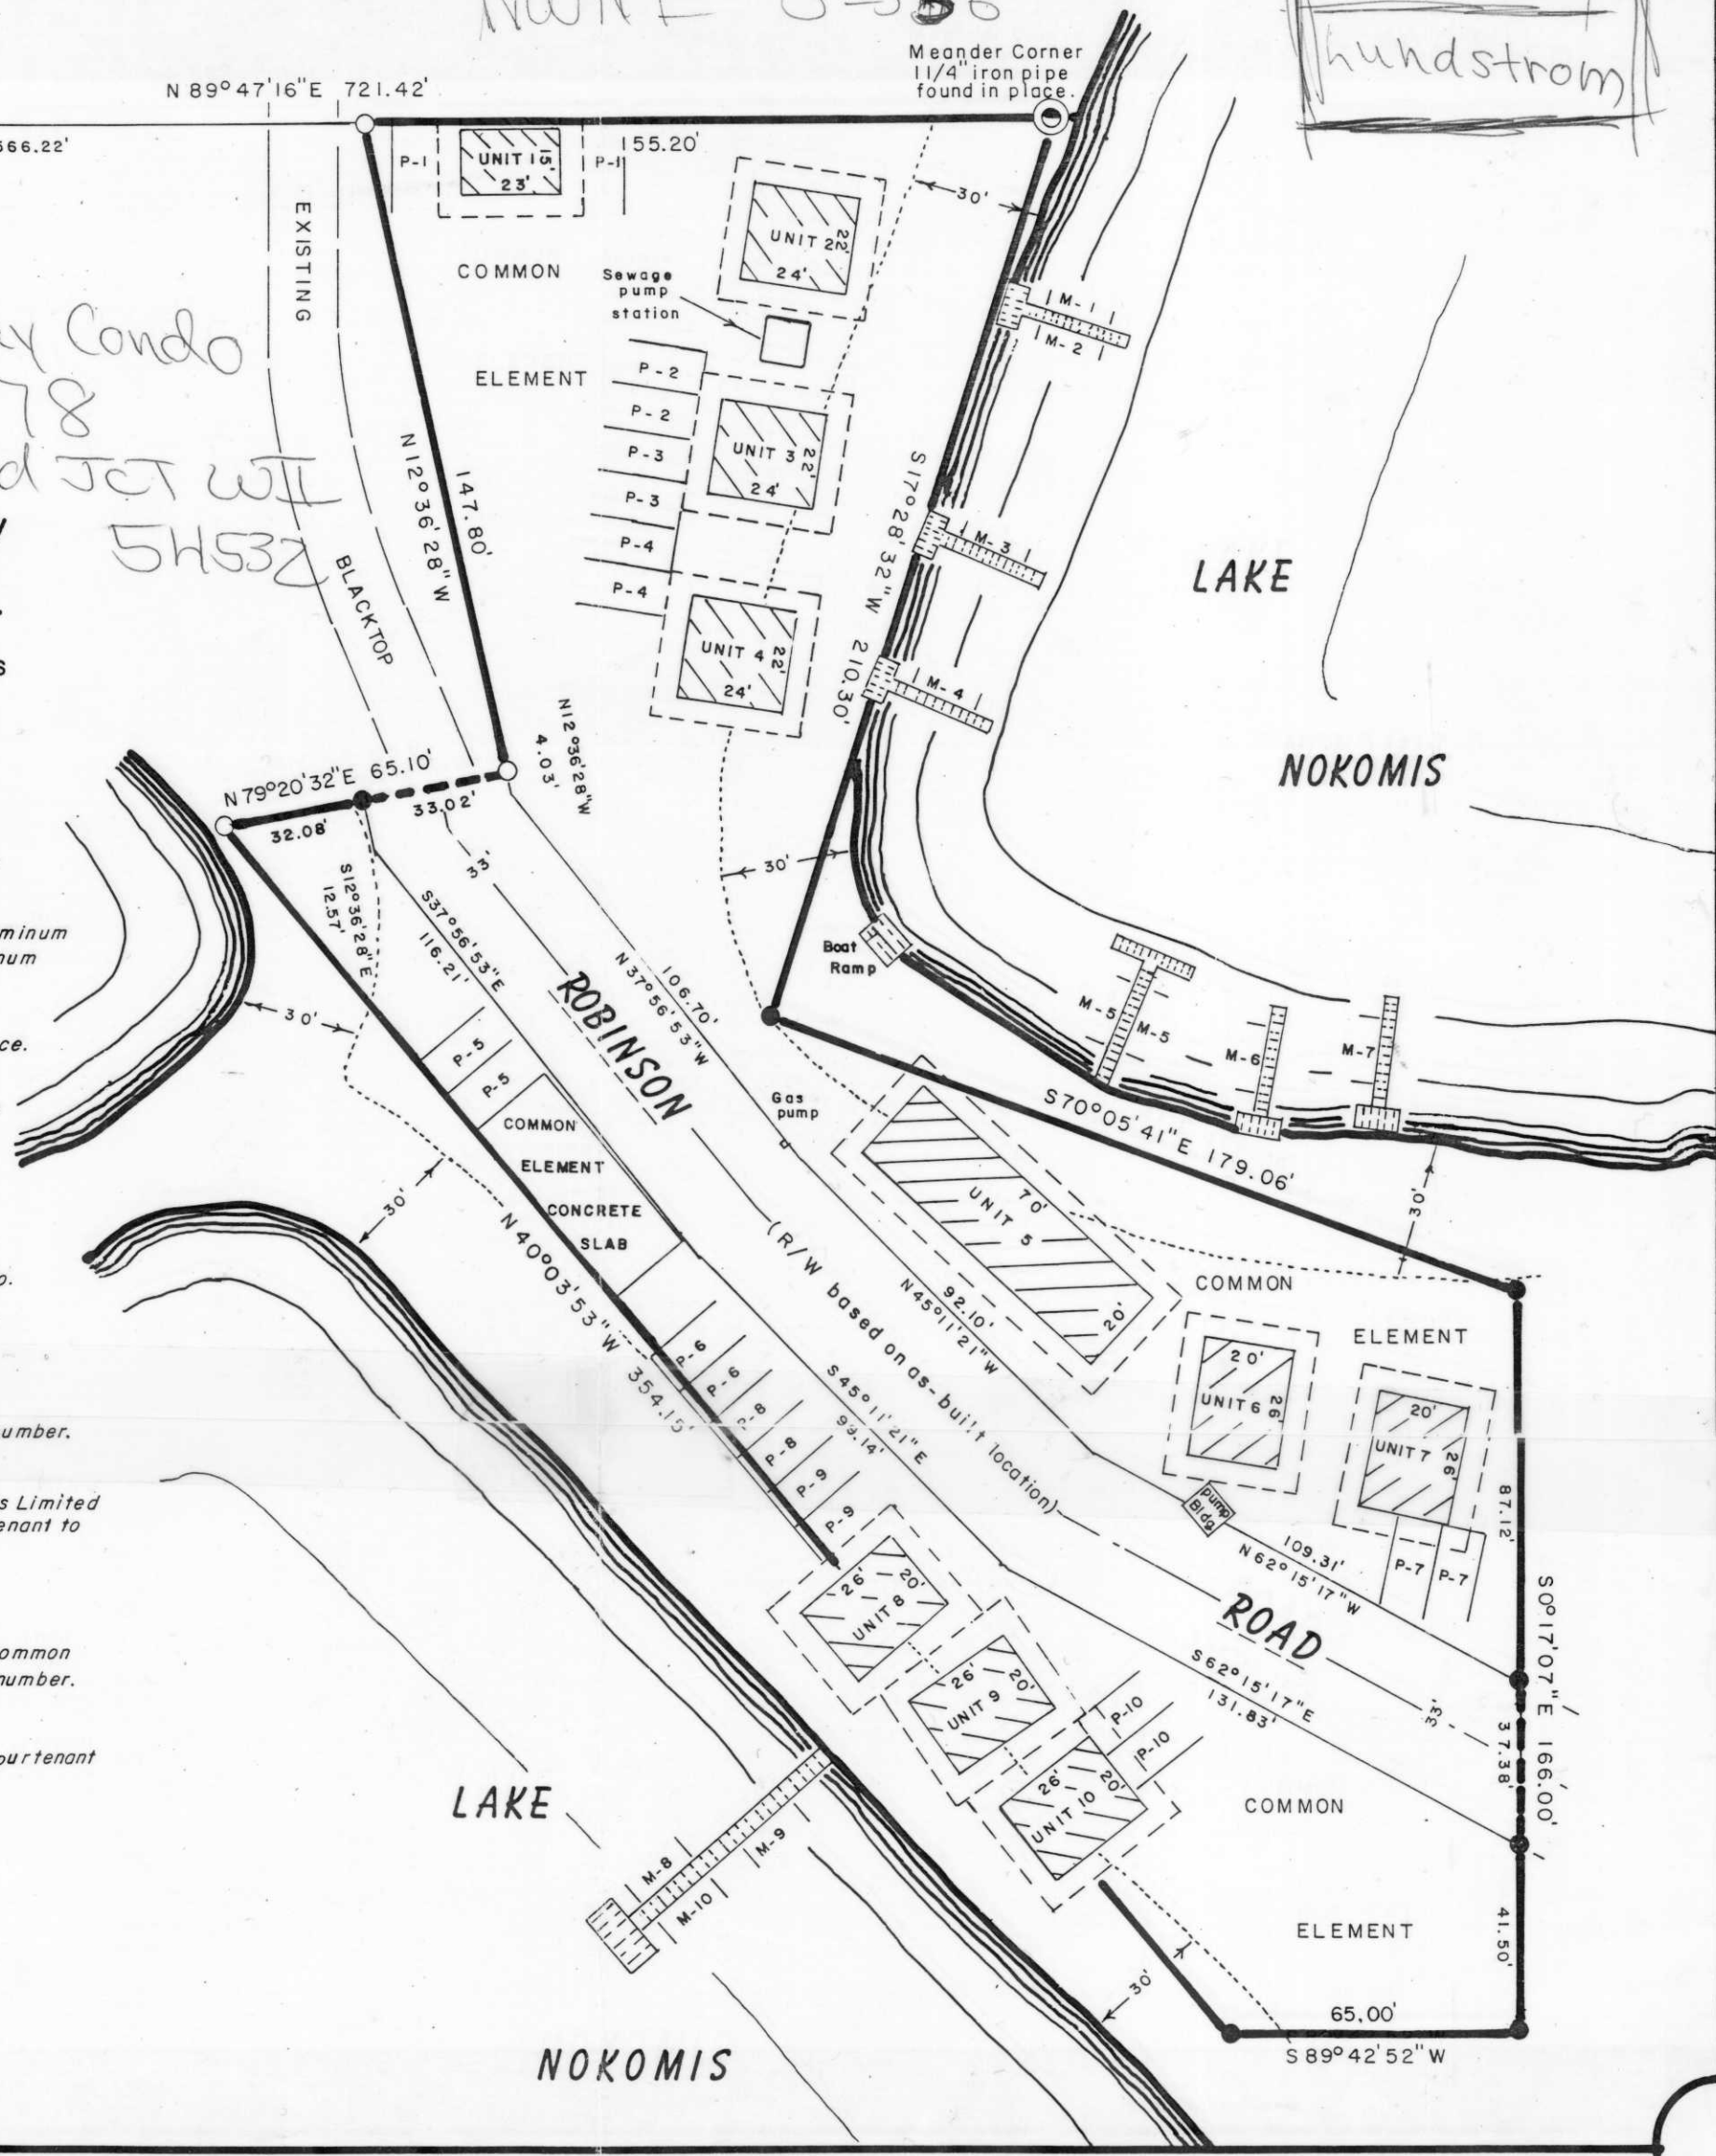 Lundstrom
Meander Corner
1 1/4" iron pipe
found in place.
N 89°47'16"E 721.42'
566.22'
155.20'
P-1
UNIT 1 15'
23'
P-1
30'
UNIT 2 22'
24'
EXISTING
COMMON
Sewage
pump
station
M-1
M-2
Condo
78
ELEMENT
P-2
P-2
P-3
P-3
P-4
P-4
UNIT 3 22'
24'
N12°36'28"W
147.80'
JCT WI
54532
S17°28'32"W 210.30'
M-3
BLACKTOP
LAKE
UNIT 4 22'
24'
M-4
N12°36'28"W
4.03'
NOKOMIS
N79°20'32"E 65.10'
33.02'
32.08'
33'
30'
S12°36'28"E
12.57'
S37°56'53"E
116.21'
minum
num
Boat
Ramp
ROBINSON
106.70'
N37°56'53"W
M-5
M-5
M-6
M-7
30'
ce.
P-5
P-5
Gas
pump
S70°05'41"E 179.06'
COMMON
ELEMENT
CONCRETE
SLAB
30'
UNIT 5
70'
20'
30'
N40°03'53"W
354.15'
(R/W based on as-built location)
92.10'
N45°11'21"W
COMMON
ELEMENT
o.
P-6
P-6
P-8
P-8
P-9
P-9
S45°11'21"E
99.14'
20'
UNIT 6 26'
20'
UNIT 7 26'
umber.
pump
Bldg.
87.12'
s Limited
enant to
109.31'
N62°15'17"W
P-7
P-7
26' 20'
UNIT 8
ROAD
S0°17'07"E 166.00'
ommon
number.
26' 20'
UNIT 9
S62°15'17"E
131.83'
33'
37.38'
P-10
P-10
ourtenant
26' 20'
UNIT 10
LAKE
COMMON
M-8
M-9
M-10
ELEMENT
41.50'
30'
65.00'
S89°42'52"W
NOKOMIS